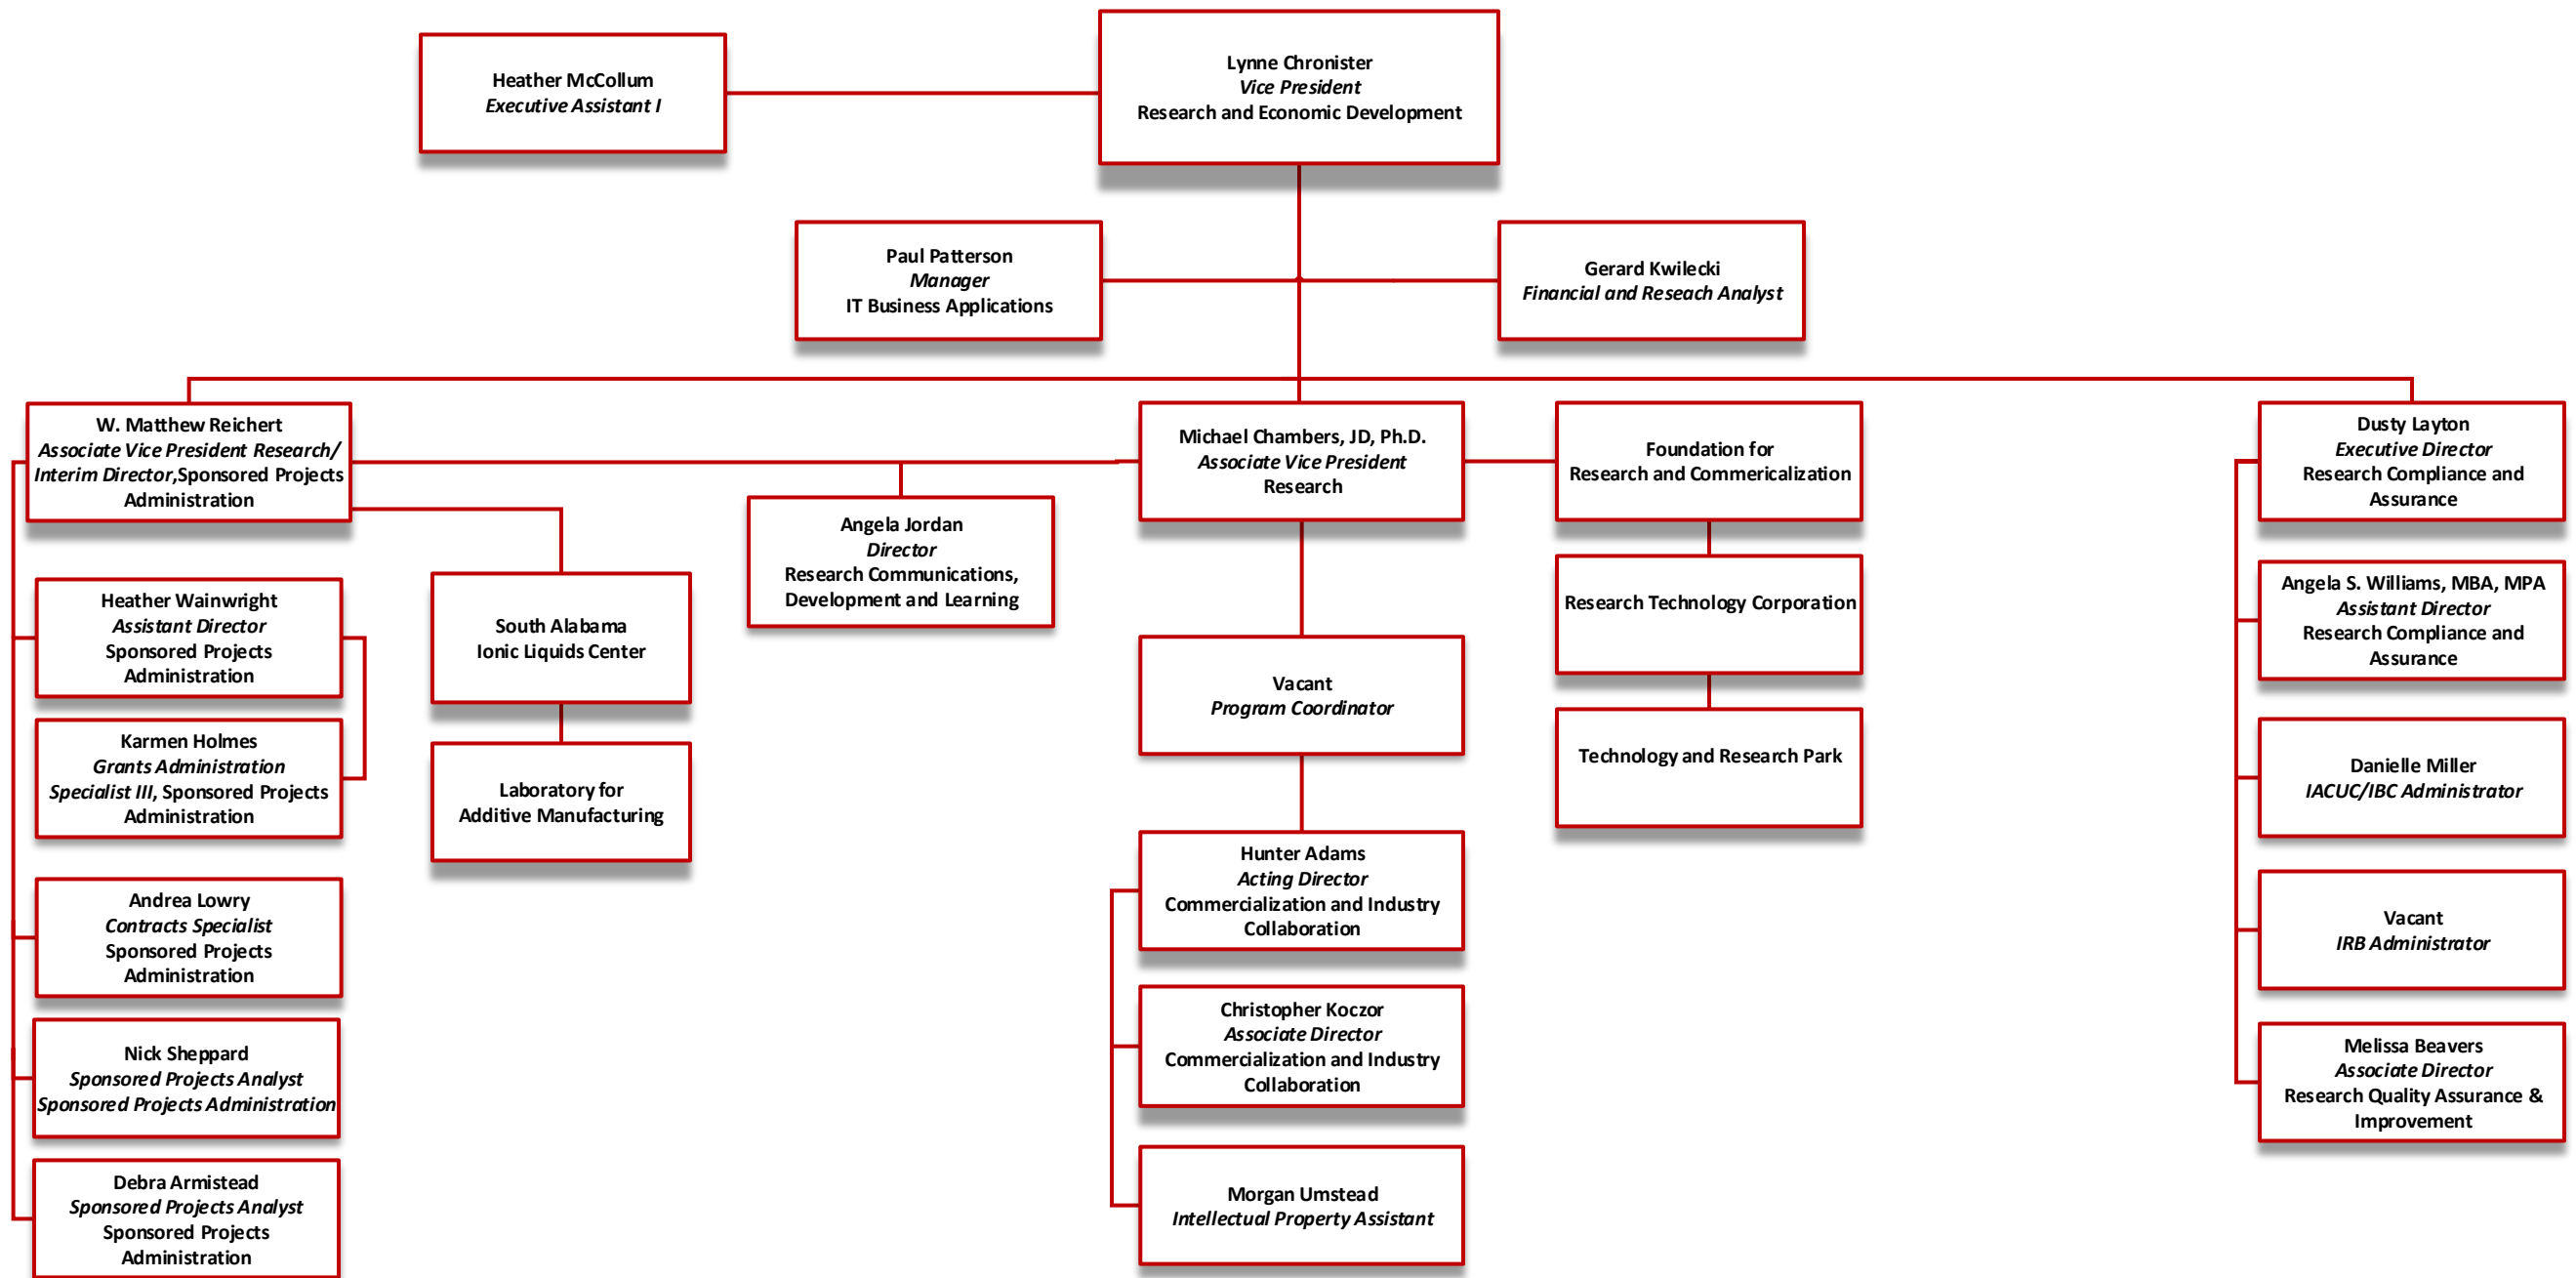 Heather McCollum
Executive Assistant I
Lynne Chronister
Vice President
Research and Economic Development
Paul Patterson
Manager
IT Business Applications
Gerard Kwilecki
Financial and Reseach Analyst
W. Matthew Reichert
Associate Vice President Research/
Interim Director,Sponsored Projects
Administration
Michael Chambers, JD, Ph.D.
Associate Vice President
Research
Foundation for
Research and Commericalization
Dusty Layton
Executive Director
Research Compliance and
Assurance
Angela Jordan
Director
Research Communications,
Development and Learning
Heather Wainwright
Assistant Director
Sponsored Projects
Administration
South Alabama
Ionic Liquids Center
Research Technology Corporation
Angela S. Williams, MBA, MPA
Assistant Director
Research Compliance and
Assurance
Vacant
Program Coordinator
Karmen Holmes
Grants Administration
Specialist III, Sponsored Projects
Administration
Laboratory for
Additive Manufacturing
Technology and Research Park
Danielle Miller
IACUC/IBC Administrator
Hunter Adams
Acting Director
Commercialization and Industry
Collaboration
Andrea Lowry
Contracts Specialist
Sponsored Projects
Administration
Vacant
IRB Administrator
Christopher Koczor
Associate Director
Commercialization and Industry
Collaboration
Nick Sheppard
Sponsored Projects Analyst
Sponsored Projects Administration
Melissa Beavers
Associate Director
Research Quality Assurance &
Improvement
Debra Armistead
Sponsored Projects Analyst
Sponsored Projects
Administration
Morgan Umstead
Intellectual Property Assistant